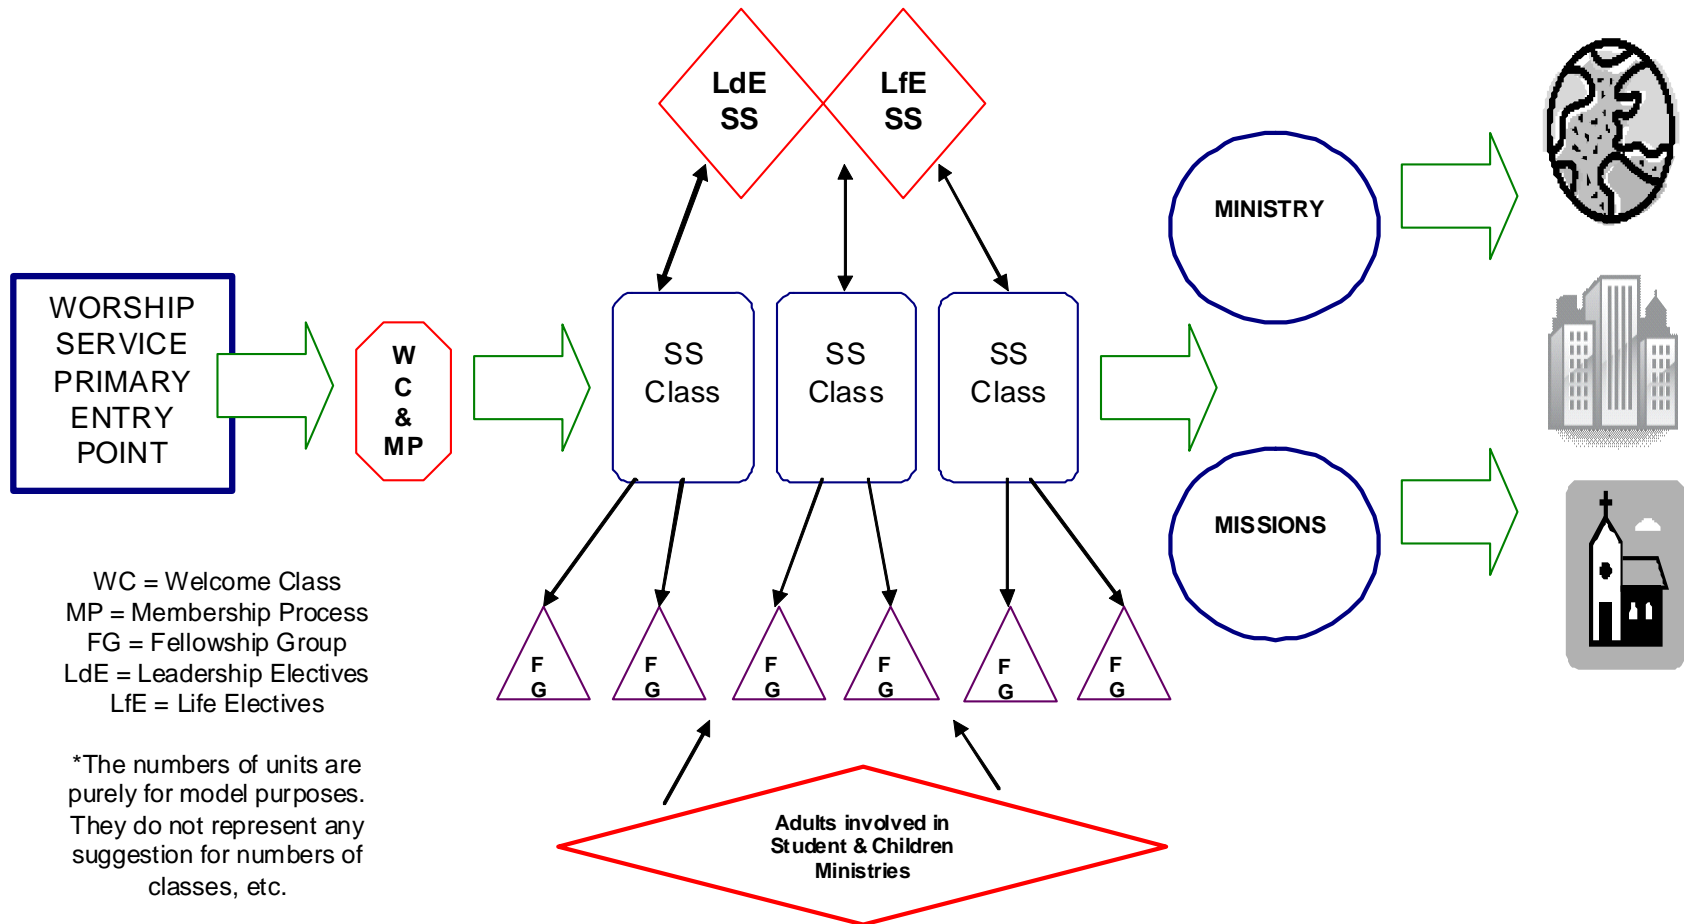 LdE
SS
LfE
SS
MINISTRY
WORSHIP
SERVICE
PRIMARY
ENTRY
POINT
W
C
&
MP
SS
Class
SS
Class
SS
Class
MISSIONS
WC = Welcome Class
MP = Membership Process
FG = Fellowship Group
LdE = Leadership Electives
LfE = Life Electives
F
G
F
G
F
G
F
G
F
G
F
G
*The numbers of units are
purely for model purposes.
They do not represent any
suggestion for numbers of
classes, etc.
Adults involved in
Student & Children
Ministries